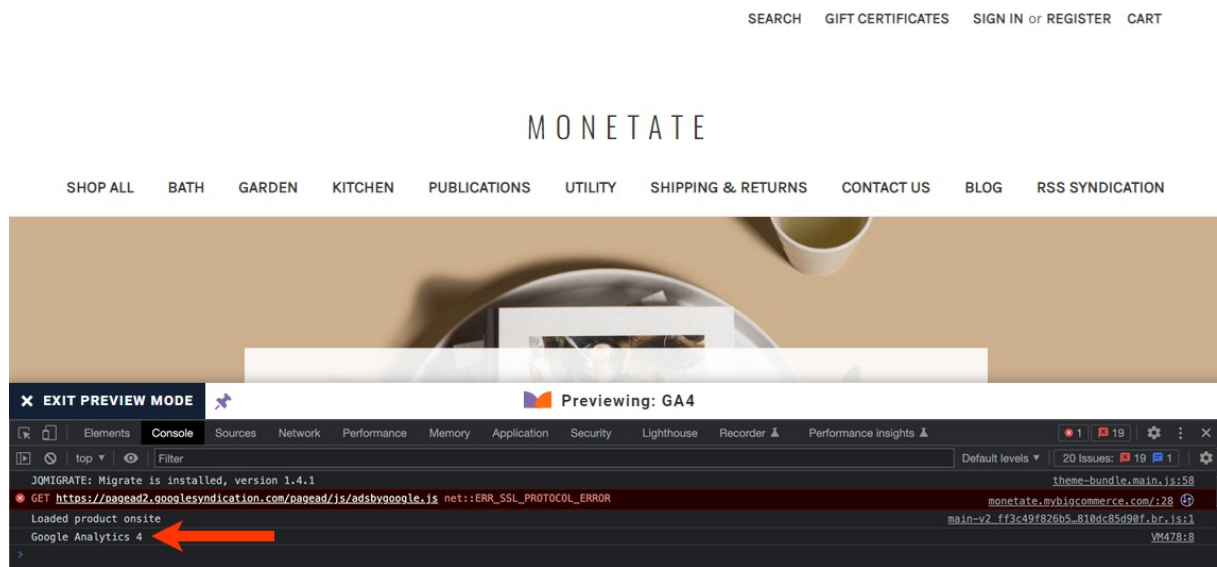 SEARCH GIFT CERTIFICATES SIGN IN or REGISTER CART
MONETATE
SHOP ALL BATH GARDEN KITCHEN PUBLICATIONS UTILITY SHIPPING & RETURNS CONTACT US BLOG RSS SYNDICATION
EXIT PREVIEW MODE Previewing: GA4
Elements Console Sources Network Performance Memory Application Security Lighthouse Recorder Performance insights 1 19
top Filter Default levels 20 Issues: 19 1
JQMIGRATE: Migrate is installed, version 1.4.1 theme-bundle.main.js:58
GET https://pagead2.googlesyndication.com/pagead/js/adsbygoogle.js net::ERR_SSL_PROTOCOL_ERROR monetate.mybigcommerce.com/:28
Loaded product onsite main-v2 ff3c49f826b5…810dc85d90f.br.js:1
Google Analytics 4 VM478:8
>